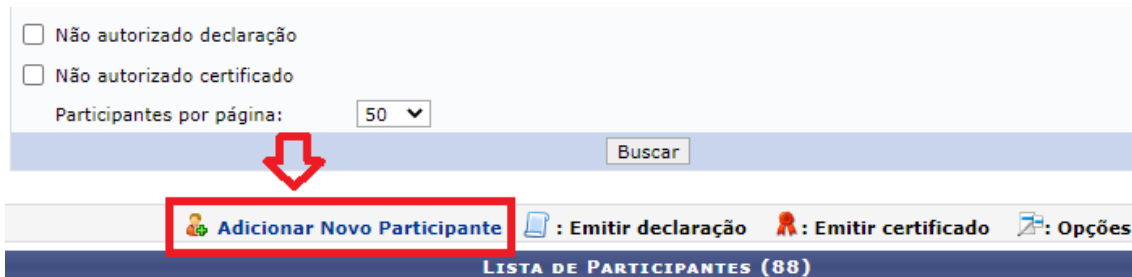 Não autorizado declaração
Não autorizado certificado
Participantes por página: 50
Buscar
Adicionar Novo Participante : Emitir declaração : Emitir certificado : Opções
LISTA DE PARTICIPANTES (88)